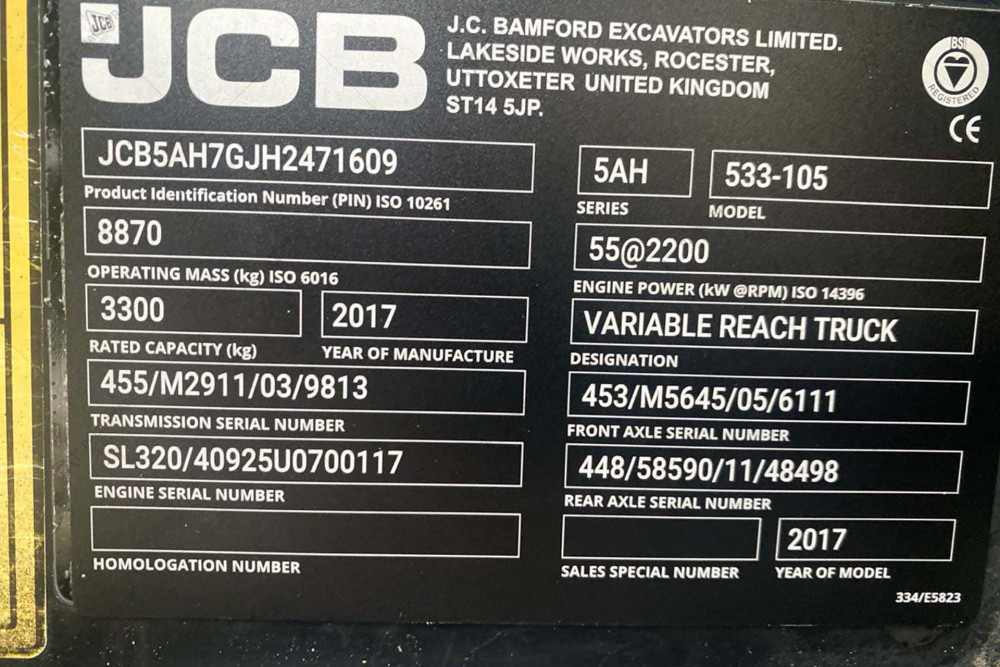 JCB
JCB
J.C. BAMFORD EXCAVATORS LIMITED.
LAKESIDE WORKS, ROCESTER,
UTTOXETER UNITED KINGDOM
ST14 5JP.
BSI
REGISTERED
CE
JCB5AH7GJH2471609
Product Identification Number (PIN) ISO 10261
5AH
SERIES
533-105
MODEL
8870
OPERATING MASS (kg) ISO 6016
55@2200
ENGINE POWER (kW @RPM) ISO 14396
3300
RATED CAPACITY (kg)
2017
YEAR OF MANUFACTURE
VARIABLE REACH TRUCK
DESIGNATION
455/M2911/03/9813
TRANSMISSION SERIAL NUMBER
453/M5645/05/6111
FRONT AXLE SERIAL NUMBER
SL320/40925U0700117
ENGINE SERIAL NUMBER
448/58590/11/48498
REAR AXLE SERIAL NUMBER
HOMOLOGATION NUMBER
SALES SPECIAL NUMBER
2017
YEAR OF MODEL
334/E5823